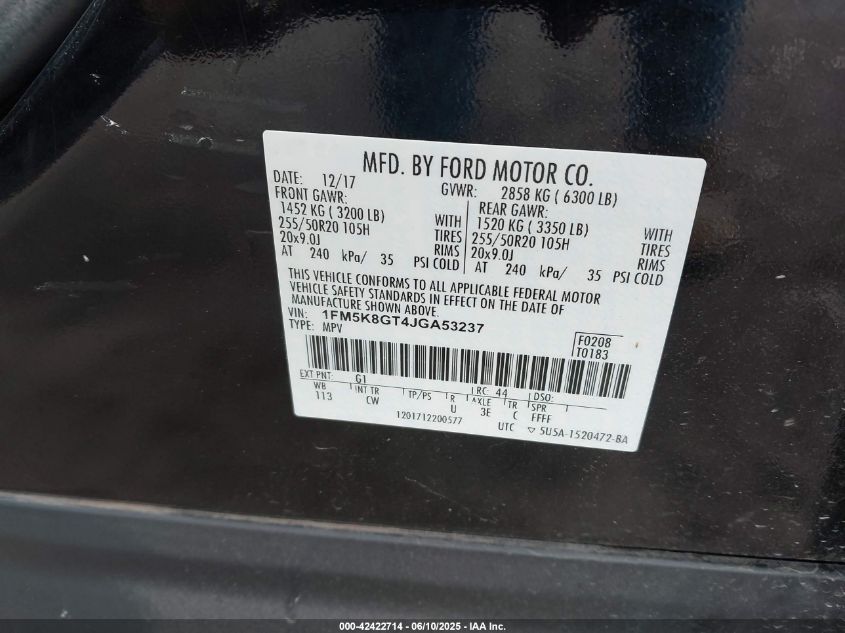 MFD. BY FORD MOTOR CO.
DATE: 12/17 GVWR: 2858 KG ( 6300 LB)
FRONT GAWR: REAR GAWR:
1452 KG ( 3200 LB) WITH 1520 KG ( 3350 LB) WITH
255/50R20 105H TIRES 255/50R20 105H TIRES
20x9.0J RIMS 20x9.0J RIMS
AT 240 kPa/ 35 PSI COLD AT 240 kPa/ 35 PSI COLD
THIS VEHICLE CONFORMS TO ALL APPLICABLE FEDERAL MOTOR
VEHICLE SAFETY STANDARDS IN EFFECT ON THE DATE OF
MANUFACTURE SHOWN ABOVE.
VIN: 1FM5K8GT4JGA53237
TYPE: MPV
F0208
T0183
EXT PNT: G1 RC: 44 DSO:
WB INT TR TP/PS R AXLE TR SPR
113 CW U 3E C FFFF
1201712200577 UTC ▽ 5USA-1520472-BA
000-42422714 - 06/10/2025 - IAA Inc.